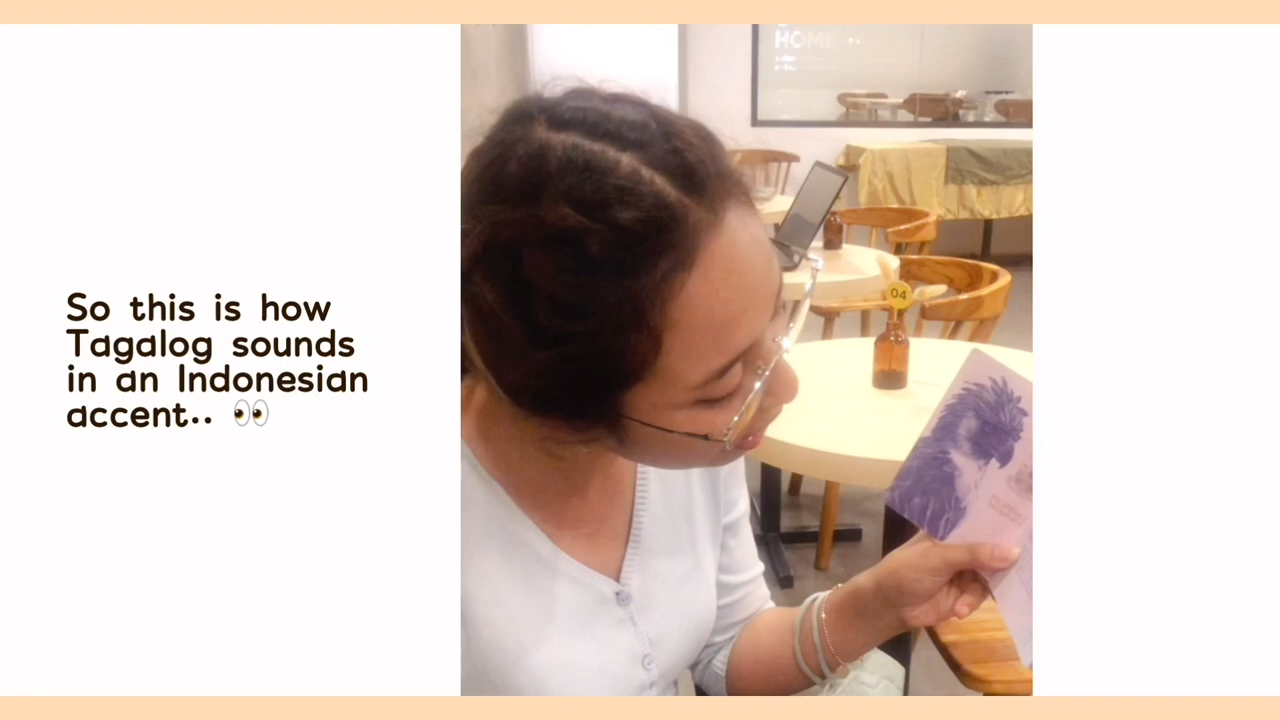 So this is how
Tagalog sounds
in an Indonesian
accent.. 👀
HOME
04